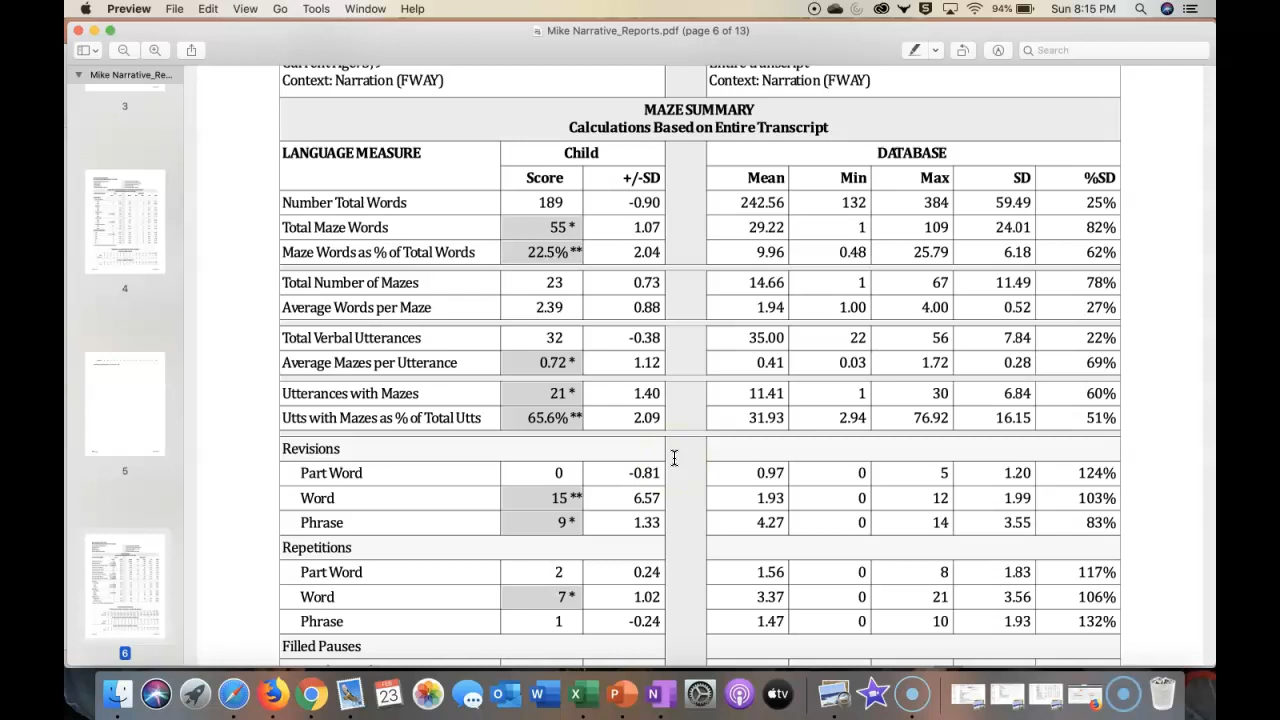 Preview File Edit View Go Tools Window Help 94% Sun 8:15 PM
Mike Narrative_Reports.pdf (page 6 of 13)
Search
Mike Narrative_Re...
3
4
5
6
Context: Narration (FWAY) Context: Narration (FWAY)
MAZE SUMMARY
Calculations Based on Entire Transcript
LANGUAGE MEASURE Child DATABASE
Score +/-SD Mean Min Max SD %SD
Number Total Words 189 -0.90 242.56 132 384 59.49 25%
Total Maze Words 55 * 1.07 29.22 1 109 24.01 82%
Maze Words as % of Total Words 22.5% ** 2.04 9.96 0.48 25.79 6.18 62%
Total Number of Mazes 23 0.73 14.66 1 67 11.49 78%
Average Words per Maze 2.39 0.88 1.94 1.00 4.00 0.52 27%
Total Verbal Utterances 32 -0.38 35.00 22 56 7.84 22%
Average Mazes per Utterance 0.72 * 1.12 0.41 0.03 1.72 0.28 69%
Utterances with Mazes 21 * 1.40 11.41 1 30 6.84 60%
Utts with Mazes as % of Total Utts 65.6% ** 2.09 31.93 2.94 76.92 16.15 51%
Revisions
Part Word 0 -0.81 0.97 0 5 1.20 124%
Word 15 ** 6.57 1.93 0 12 1.99 103%
Phrase 9 * 1.33 4.27 0 14 3.55 83%
Repetitions
Part Word 2 0.24 1.56 0 8 1.83 117%
Word 7 * 1.02 3.37 0 21 3.56 106%
Phrase 1 -0.24 1.47 0 10 1.93 132%
Filled Pauses
FEB
23
tv